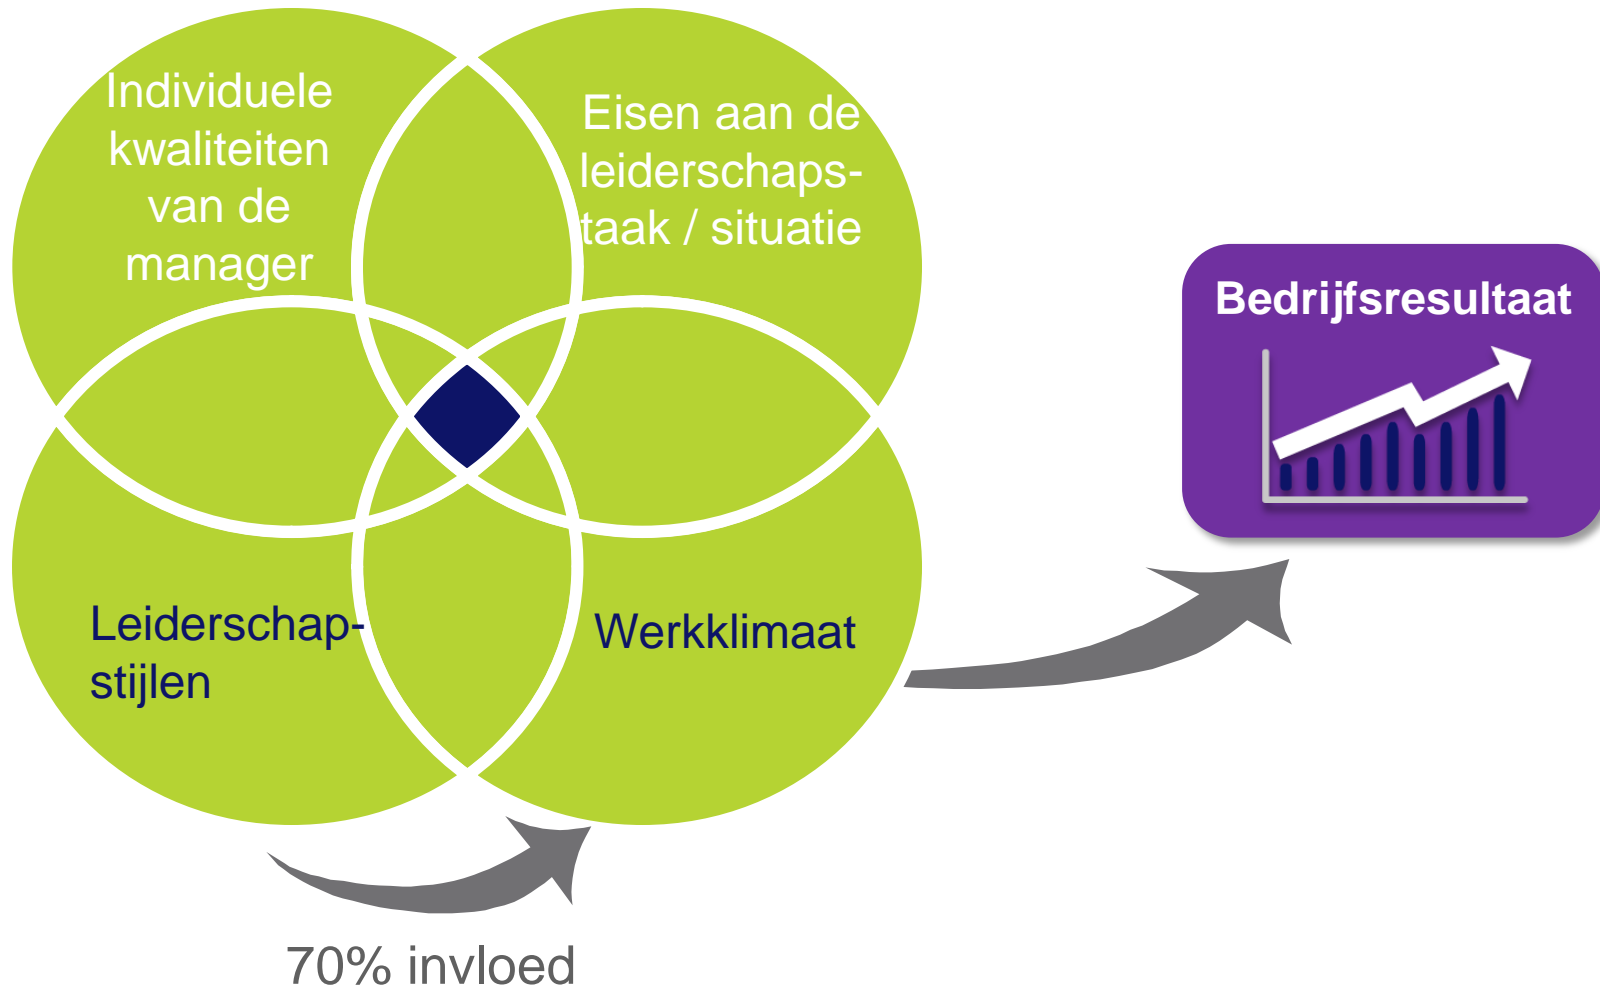 Individuele
kwaliteiten
van de
manager
Eisen aan de
leiderschaps-
taak / situatie
Bedrijfsresultaat
Leiderschap-
stijlen
Werkklimaat
70% invloed